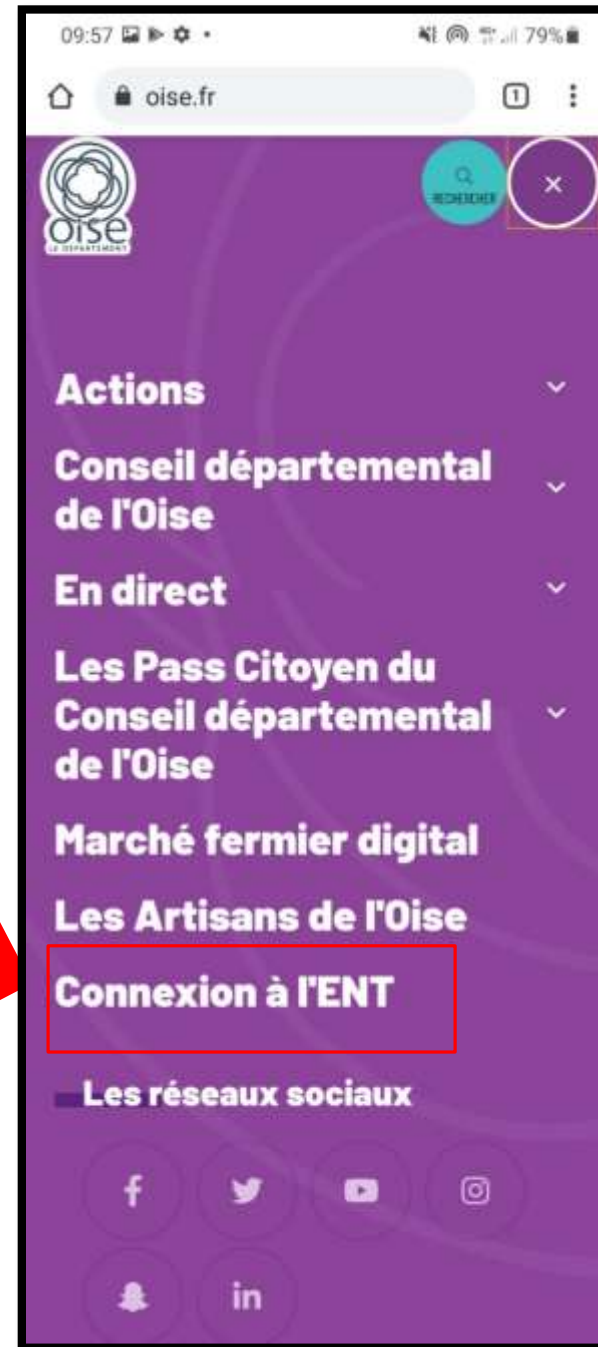 09:57
79%
oise.fr
1
Oise
LE DÉPARTEMENT
RECHERCHER
Actions
Conseil départemental
de l'Oise
En direct
Les Pass Citoyen du
Conseil départemental
de l'Oise
Marché fermier digital
Les Artisans de l'Oise
Connexion à l'ENT
Les réseaux sociaux